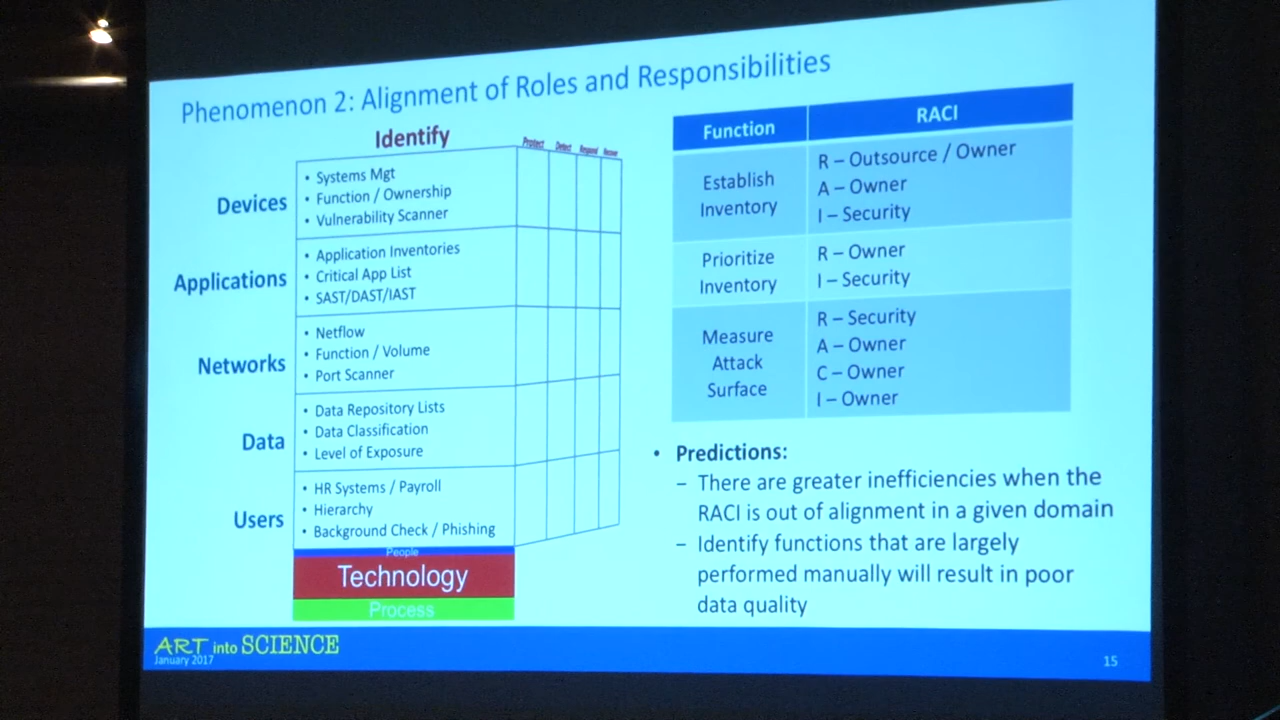 Phenomenon 2: Alignment of Roles and Responsibilities
Identify
Protect Detect Respond Recover
Devices
• Systems Mgt
• Function / Ownership
• Vulnerability Scanner
Applications
• Application Inventories
• Critical App List
• SAST/DAST/IAST
Networks
• Netflow
• Function / Volume
• Port Scanner
Data
• Data Repository Lists
• Data Classification
• Level of Exposure
Users
• HR Systems / Payroll
• Hierarchy
• Background Check / Phishing
People
Technology
Process
Function RACI
Establish
Inventory
R – Outsource / Owner
A – Owner
I – Security
Prioritize
Inventory
R – Owner
I – Security
Measure
Attack
Surface
R – Security
A – Owner
C – Owner
I – Owner
• Predictions:
– There are greater inefficiencies when the
RACI is out of alignment in a given domain
– Identify functions that are largely
performed manually will result in poor
data quality
ART into SCIENCE
January 2017
15